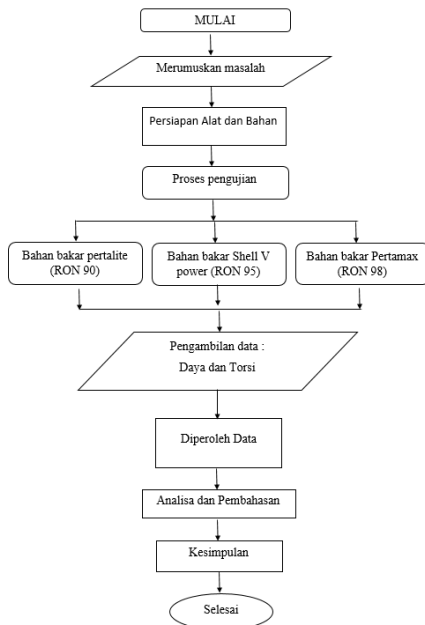 MULAI
Merumuskan masalah
Persiapan Alat dan Bahan
Proses pengujian
Bahan bakar pertalite
(RON 90)
Bahan bakar Shell V
power (RON 95)
Bahan bakar Pertamax
(RON 98)
Pengambilan data :
Daya dan Torsi
Diperoleh Data
Analisa dan Pembahasan
Kesimpulan
Selesai